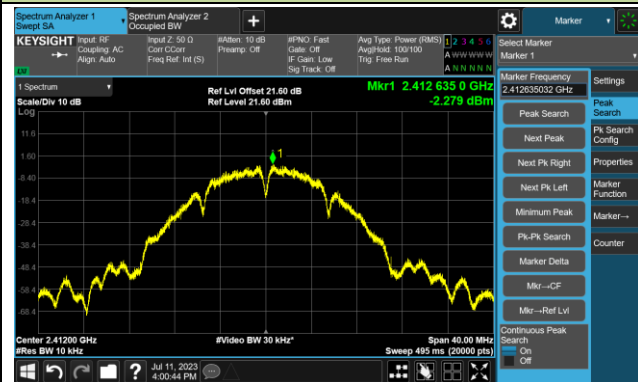 Spectrum Analyzer 1
Swept SA
Spectrum Analyzer 2
Occupied BW
+
Marker
KEYSIGHT
Input: RF
Coupling: AC
Align: Auto
Input Z: 50 Ω
Corr CCorr
Freq Ref: Int (S)
#Atten: 10 dB
Preamp: Off
#PNO: Fast
Gate: Off
IF Gain: Low
Sig Track: Off
Avg Type: Power (RMS)
Avg|Hold: 100/100
Trig: Free Run
1 2 3 4 5 6
A W W W W W
A N N N N N
Select Marker
Marker 1
LXI
1 Spectrum
Scale/Div 10 dB
Log
Ref Lvl Offset 21.60 dB
Ref Level 21.60 dBm
Mkr1 2.412 635 0 GHz
-2.279 dBm
11.6
1.60
-8.40
-18.4
-28.4
-38.4
-48.4
-58.4
-68.4
1
Center 2.41200 GHz
#Res BW 10 kHz
#Video BW 30 kHz*
Span 40.00 MHz
Sweep 495 ms (20000 pts)
Marker Frequency
2.412635032 GHz
Peak Search
Next Peak
Next Pk Right
Next Pk Left
Minimum Peak
Pk-Pk Search
Marker Delta
Mkr→CF
Mkr→Ref Lvl
Continuous Peak
Search
On
Off
Settings
Peak
Search
Pk Search
Config
Properties
Marker
Function
Marker→
Counter
?
Jul 11, 2023
4:00:44 PM